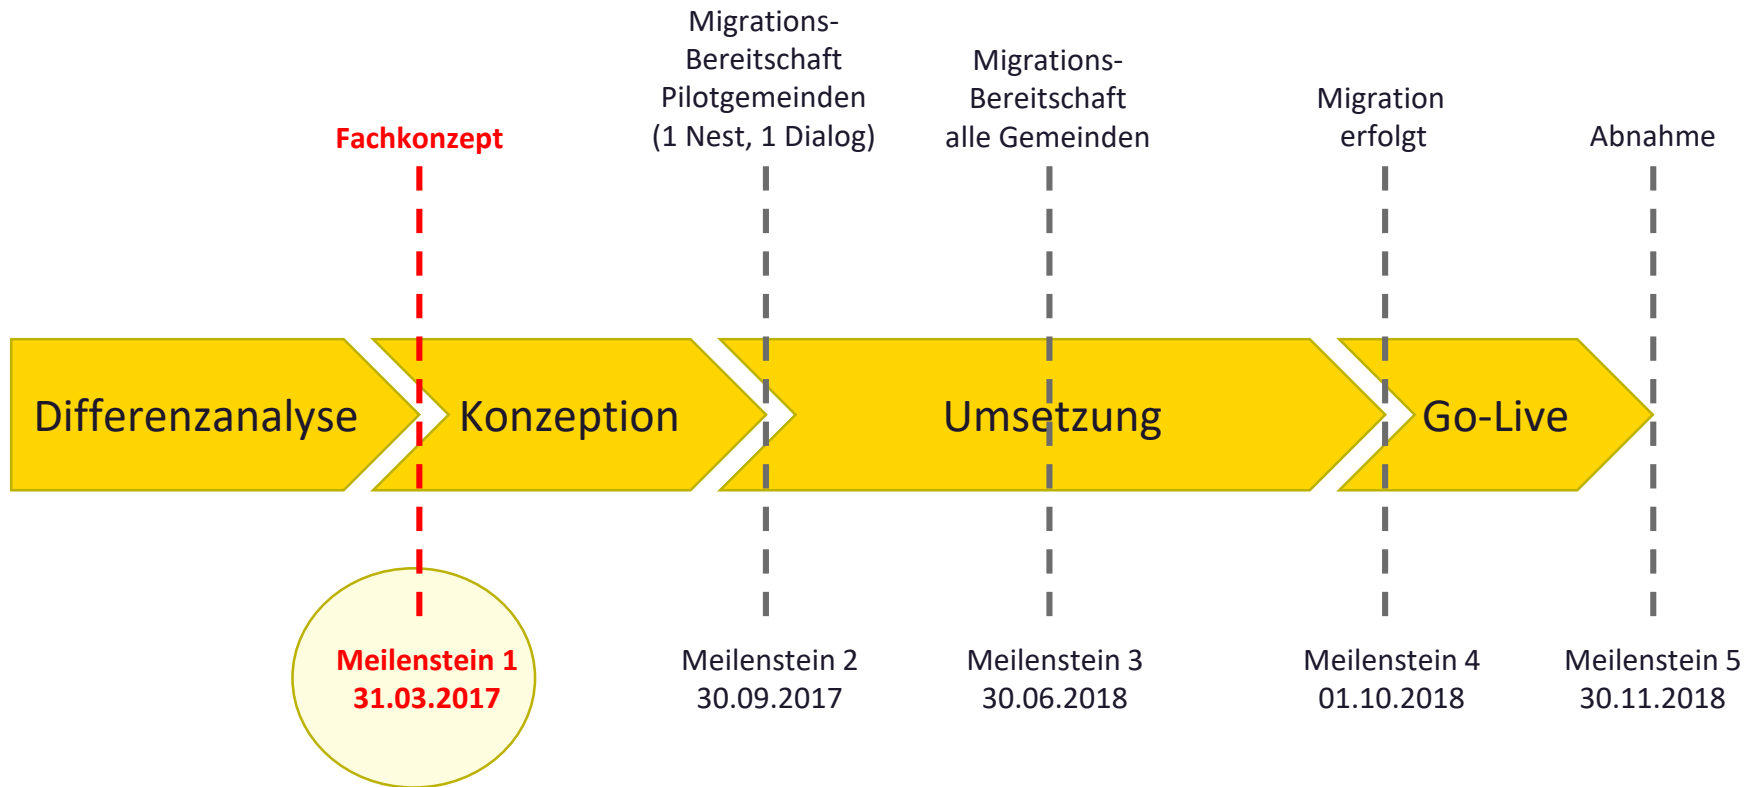 Migrations-
Bereitschaft
Pilotgemeinden
(1 Nest, 1 Dialog)
Migrations-
Bereitschaft
alle Gemeinden
Migration
erfolgt
Fachkonzept
Abnahme
Differenzanalyse
Konzeption
Umsetzung
Go-Live
Meilenstein 1
31.03.2017
Meilenstein 2
30.09.2017
Meilenstein 3
30.06.2018
Meilenstein 4
01.10.2018
Meilenstein 5
30.11.2018